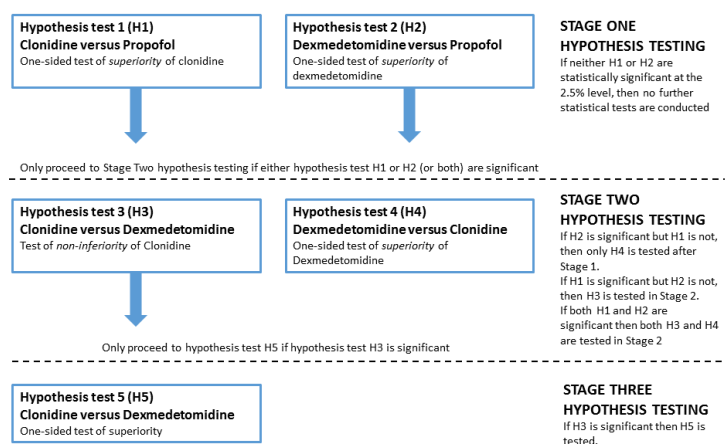 Hypothesis test 1 (H1)
Clonidine versus Propofol
One-sided test of superiority of clonidine
Hypothesis test 2 (H2)
Dexmedetomidine versus Propofol
One-sided test of superiority of
dexmedetomidine
STAGE ONE
HYPOTHESIS TESTING
If neither H1 or H2 are
statistically significant at the
2.5% level, then no further
statistical tests are conducted
Only proceed to Stage Two hypothesis testing if either hypothesis test H1 or H2 (or both) are significant
Hypothesis test 3 (H3)
Clonidine versus Dexmedetomidine
Test of non-inferiority of Clonidine
Hypothesis test 4 (H4)
Dexmedetomidine versus Clonidine
One-sided test of superiority of
Dexmedetomidine
STAGE TWO
HYPOTHESIS TESTING
If H2 is significant but H1 is not,
then only H4 is tested after
Stage 1.
If H1 is significant but H2 is not,
then H3 is tested in Stage 2.
If both H1 and H2 are
significant then both H3 and H4
are tested in Stage 2
Only proceed to hypothesis test H5 if hypothesis test H3 is significant
Hypothesis test 5 (H5)
Clonidine versus Dexmedetomidine
One-sided test of superiority
STAGE THREE
HYPOTHESIS TESTING
If H3 is significant then H5 is
tested.